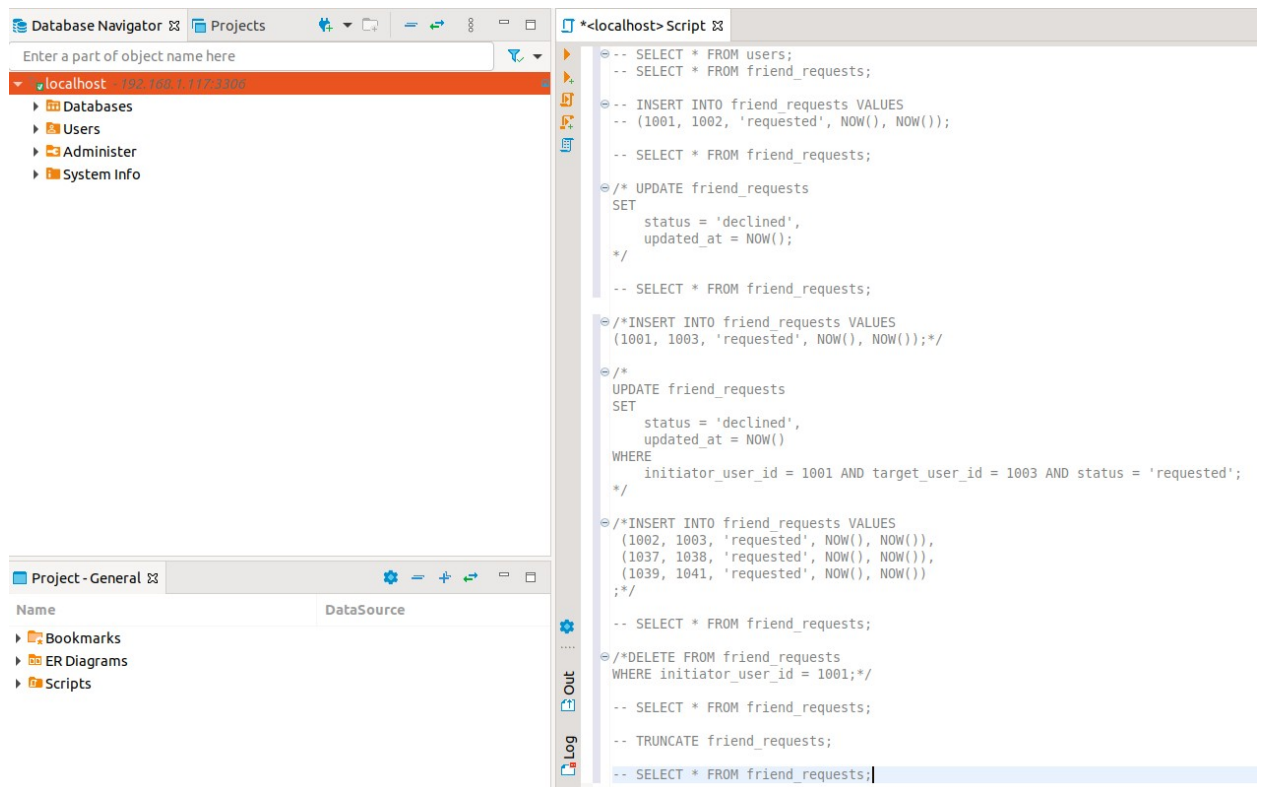 Database Navigator
Projects
Enter a part of object name here
localhost - 192.168.1.117:3306
Databases
Users
Administer
System Info
Project - General
Name DataSource
Bookmarks
ER Diagrams
Scripts
*<localhost> Script
-- SELECT * FROM users;
-- SELECT * FROM friend_requests;
-- INSERT INTO friend_requests VALUES
-- (1001, 1002, 'requested', NOW(), NOW());
-- SELECT * FROM friend_requests;
/* UPDATE friend_requests
SET
status = 'declined',
updated_at = NOW();
*/
-- SELECT * FROM friend_requests;
/*INSERT INTO friend_requests VALUES
(1001, 1003, 'requested', NOW(), NOW());*/
/*
UPDATE friend_requests
SET
status = 'declined',
updated_at = NOW()
WHERE
initiator_user_id = 1001 AND target_user_id = 1003 AND status = 'requested';
*/
/*INSERT INTO friend_requests VALUES
(1002, 1003, 'requested', NOW(), NOW()),
(1037, 1038, 'requested', NOW(), NOW()),
(1039, 1041, 'requested', NOW(), NOW())
;*/
-- SELECT * FROM friend_requests;
/*DELETE FROM friend_requests
WHERE initiator_user_id = 1001;*/
-- SELECT * FROM friend_requests;
-- TRUNCATE friend_requests;
-- SELECT * FROM friend_requests;
Out
Log